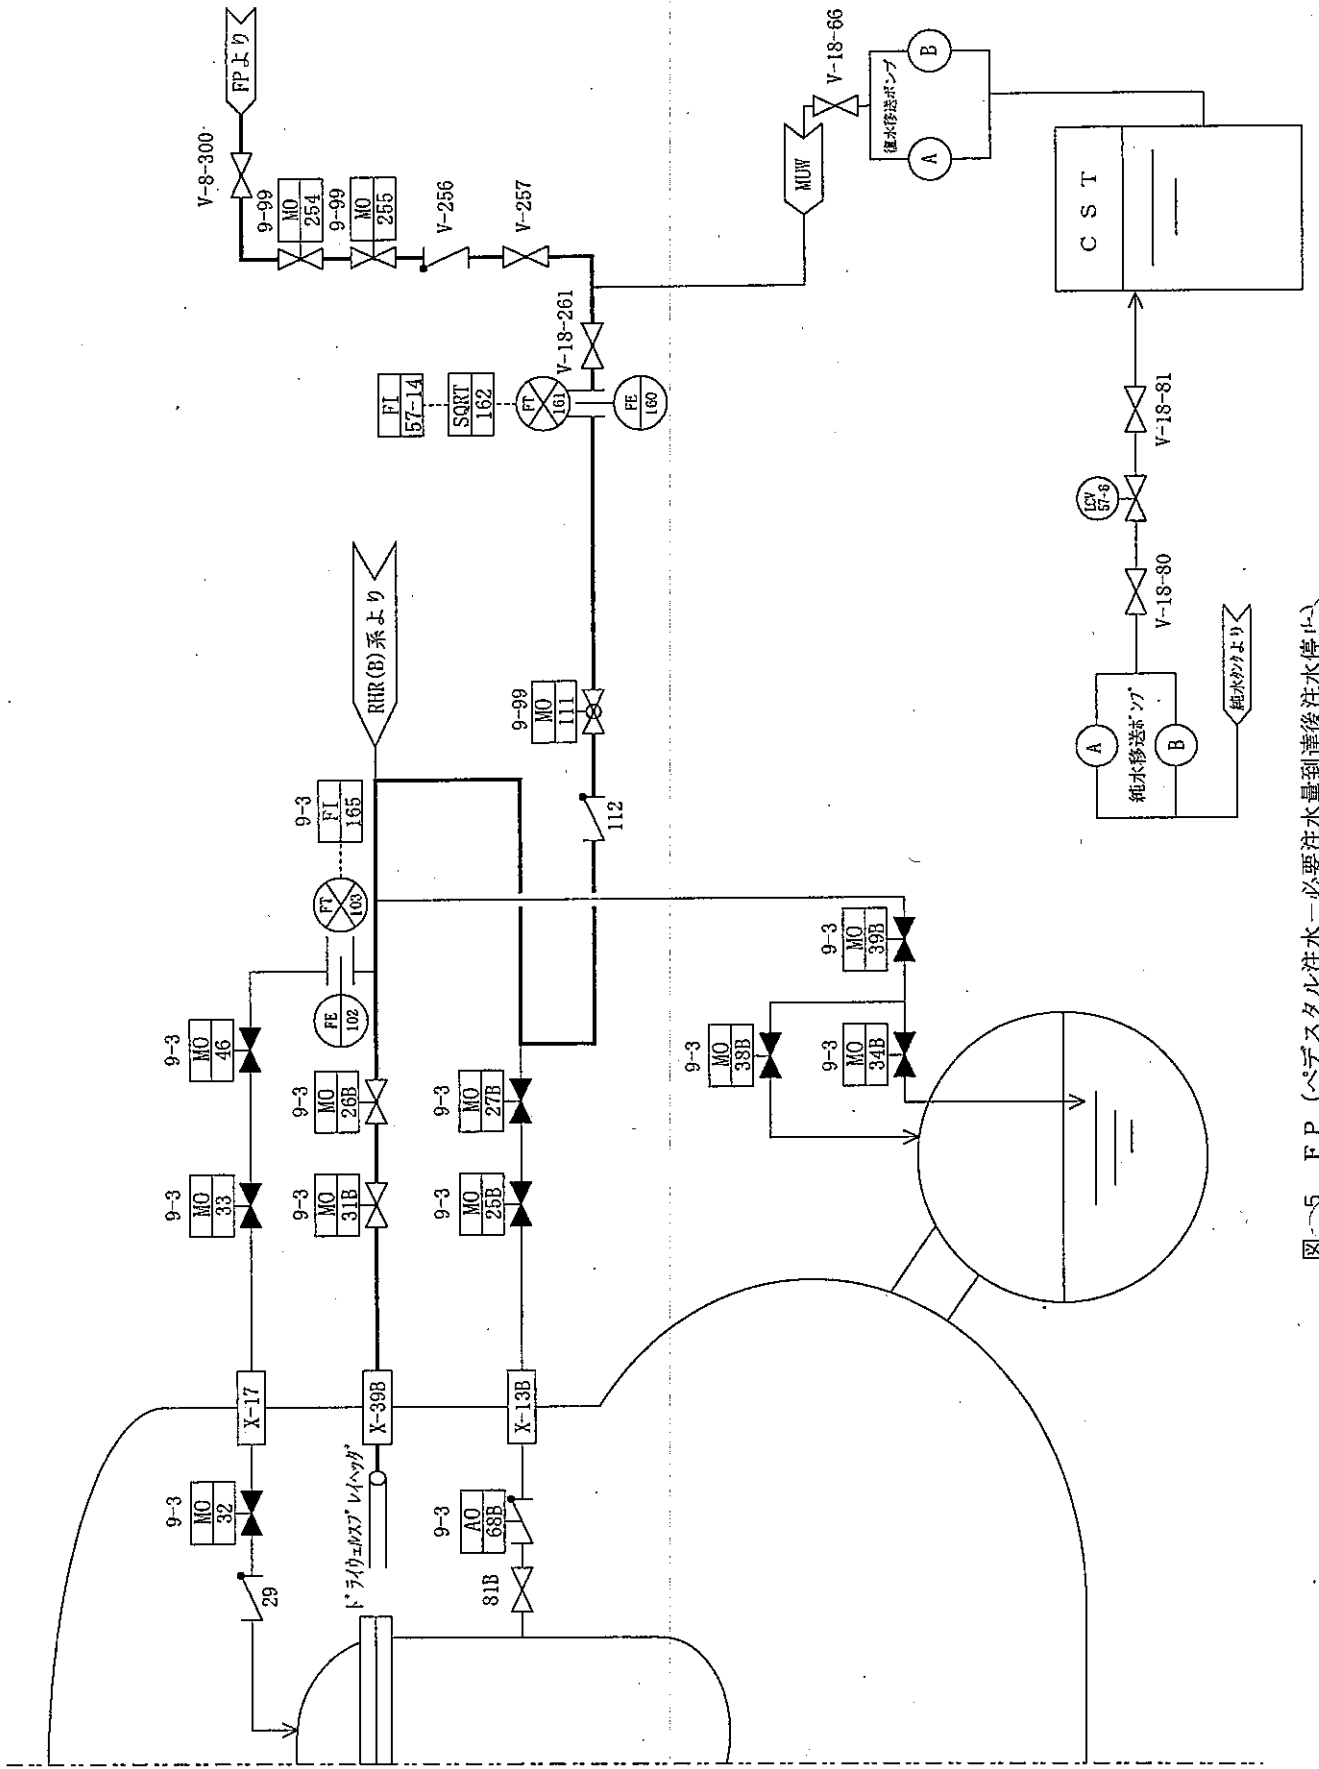 FPより
V-8-300
9-99
MO
254
9-99
MO
255
V-256
V-257
V-18-261
FI
57-14
SQRT
162
FT
161
FE
160
MUW
V-18-66
復水移送ポンプ
A
B
CST
V-18-81
LCV
57-6
V-18-80
純水移送ポンプ
A
B
純水タンクより
RHR(B)系より
9-99
MO
111
112
9-3
FI
165
FT
103
FE
102
9-3
MO
46
9-3
MO
33
X-17
9-3
MO
32
29
9-3
MO
26B
9-3
MO
31B
X-39B
ドライウェルスプレイヘッダ
9-3
MO
27B
9-3
MO
25B
X-13B
9-3
AO
68B
81B
9-3
MO
39B
9-3
MO
38B
9-3
MO
34B
図-5 FP (ペデスタル注水-必要注水量到達後注水停止)